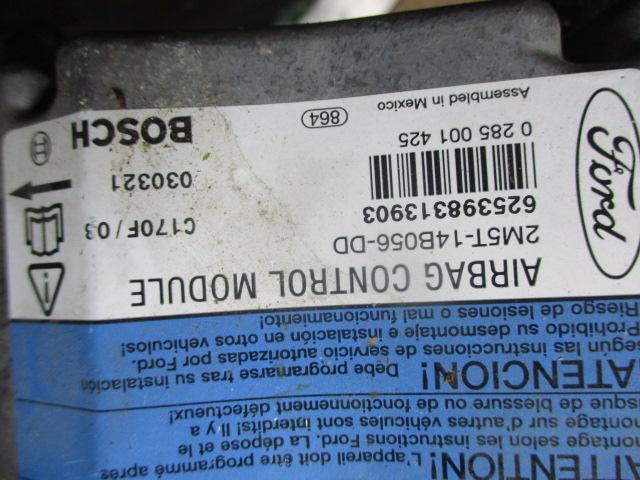 ATTENTION!
L'appareil doit être programmé après
montage selon les instructions Ford. La dépose et le
montage sur d'autres véhicules sont interdits! Il y a
risque de blessure ou de fonctionnement défectueux!
¡ATENCION!
Debe programarse tras su instalación
según las instrucciones de servicio autorizadas por Ford.
Prohibido su desmontaje e instalación en otros vehículos!
Riesgo de lesiones o mal funcionamiento!
AIRBAG CONTROL MODULE
Ford
2M5T-14B056-DD
C170F/03
625398313903
030321
0 285 001 425
BOSCH
864
Assembled in Mexico